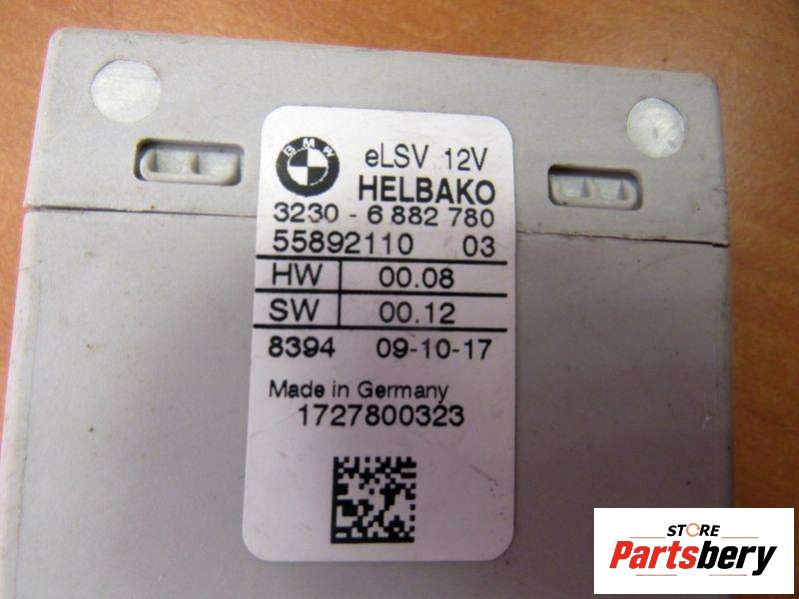 BMW
eLSV 12V
HELBAKO
3230 - 6 882 780
55892110 03
HW 00.08
SW 00.12
8394 09-10-17
Made in Germany
1727800323
STORE
Partsbery